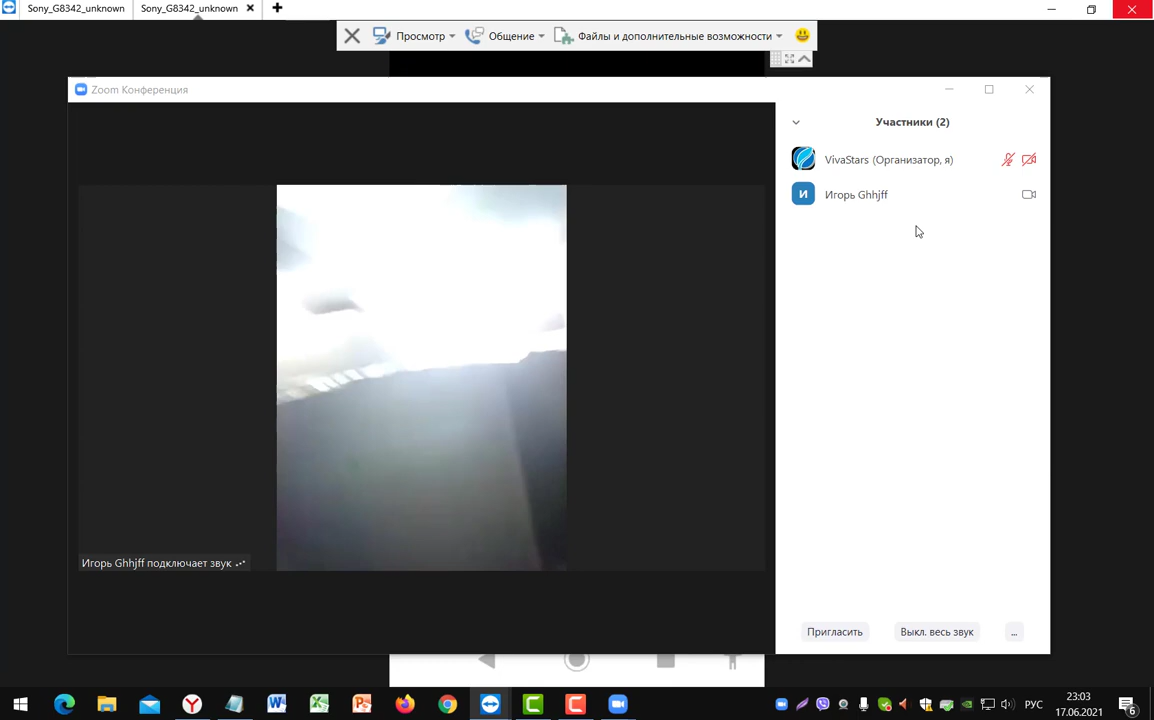 Sony_G8342_unknown
Sony_G8342_unknown
Просмотр
Общение
Файлы и дополнительные возможности
Zoom Конференция
Участники (2)
VivaStars (Организатор, я)
И Игорь Ghhjff
Игорь Ghhjff подключает звук
Пригласить
Выкл. весь звук
...
РУС
23:03
17.06.2021
6